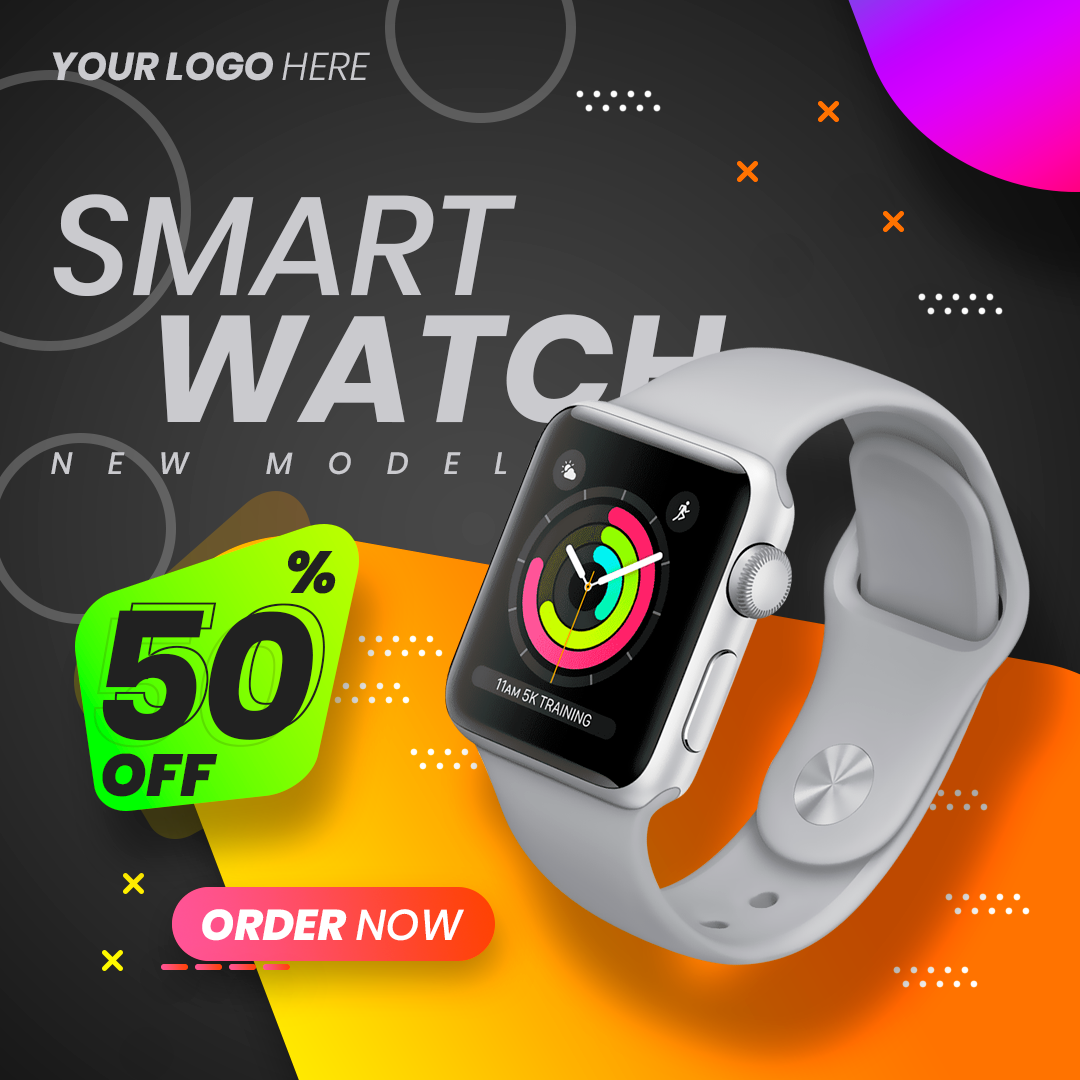 YOUR LOGO HERE
SMART
WATCH
NEW MODEL
%
50
OFF
11AM 5K TRAINING
ORDER NOW